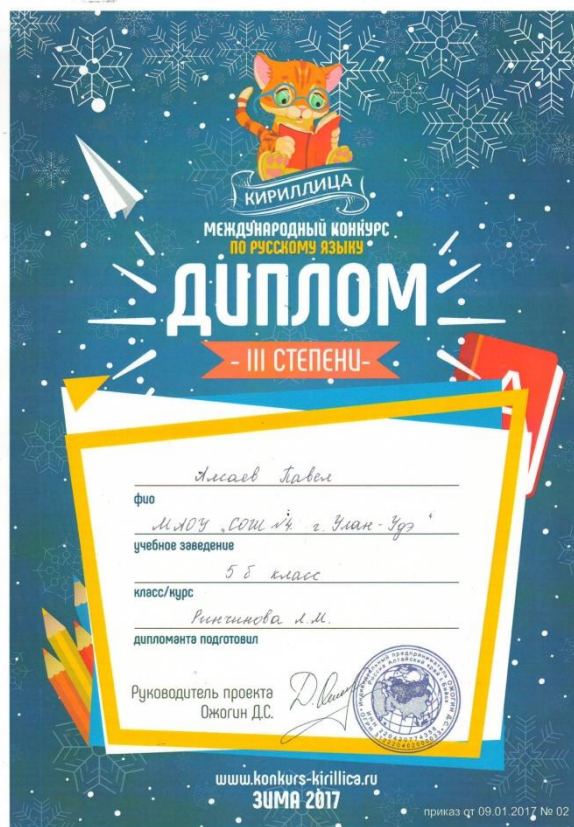 КИРИЛЛИЦА
МЕЖДУНАРОДНЫЙ КОНКУРС
ПО РУССКОМУ ЯЗЫКУ
ДИПЛОМ
- III СТЕПЕНИ-
А
Алсаев Павел
фио
МАОУ "СОШ №4 г. Улан-Удэ"
учебное заведение
5 б класс
класс/курс
Ринчинова Л.М.
дипломанта подготовил
Руководитель проекта
Ожогин Д.С.
www.konkurs-kirillica.ru
ЗИМА 2017
приказ от 09.01.2017 № 02